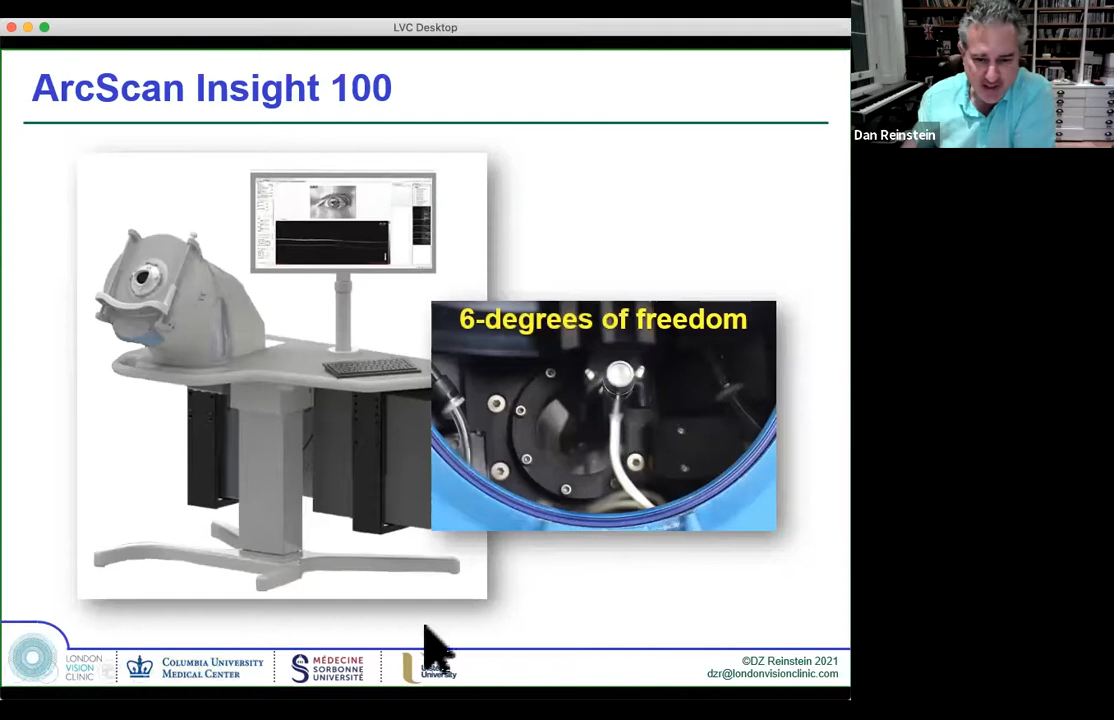 LVC Desktop
ArcScan Insight 100
Dan Reinstein
6-degrees of freedom
LONDON
VISION
CLINIC
COLUMBIA UNIVERSITY
MEDICAL CENTER
MÉDECINE
SORBONNE
UNIVERSITÉ
University
©DZ Reinstein 2021
dzr@londonvisionclinic.com